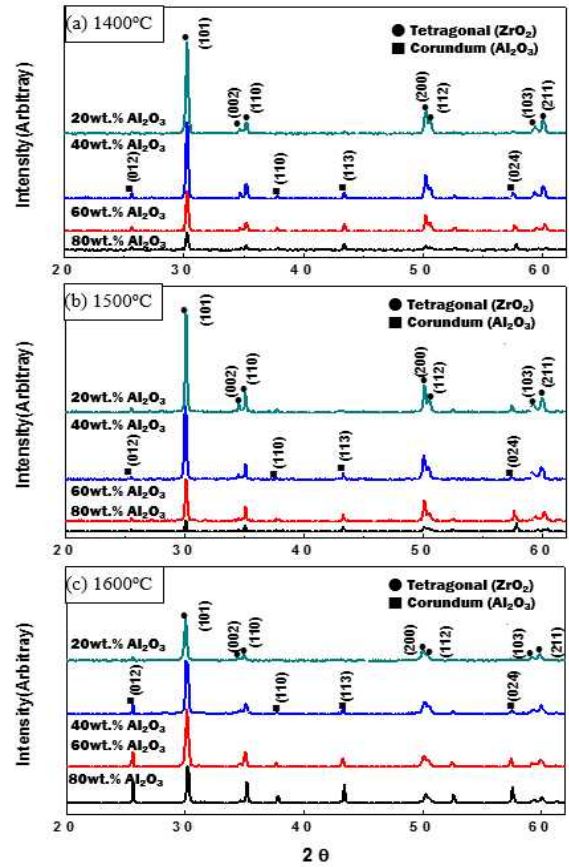 (a) 1400°C
Intensity(Arbitray)
● Tetragonal (ZrO₂)
■ Corundum (Al₂O₃)
(101)
(002)
(110)
(200)
(112)
(103)
(211)
20wt.% Al₂O₃
40wt.% Al₂O₃
(012)
(110)
(113)
(024)
60wt.% Al₂O₃
80wt.% Al₂O₃
20 30 40 50 60
(b) 1500°C
Intensity(Arbitray)
● Tetragonal (ZrO₂)
■ Corundum (Al₂O₃)
(101)
(002)
(110)
(200)
(112)
(103)
(211)
20wt.% Al₂O₃
40wt.% Al₂O₃
(012)
(110)
(113)
(024)
60wt.% Al₂O₃
80wt.% Al₂O₃
20 30 40 50 60
(c) 1600°C
Intensity(Arbitray)
● Tetragonal (ZrO₂)
■ Corundum (Al₂O₃)
(101)
(002)
(110)
(200)
(112)
(103)
(211)
20wt.% Al₂O₃
(012)
(110)
(113)
(024)
40wt.% Al₂O₃
60wt.% Al₂O₃
80wt.% Al₂O₃
20 30 40 50 60
2 θ